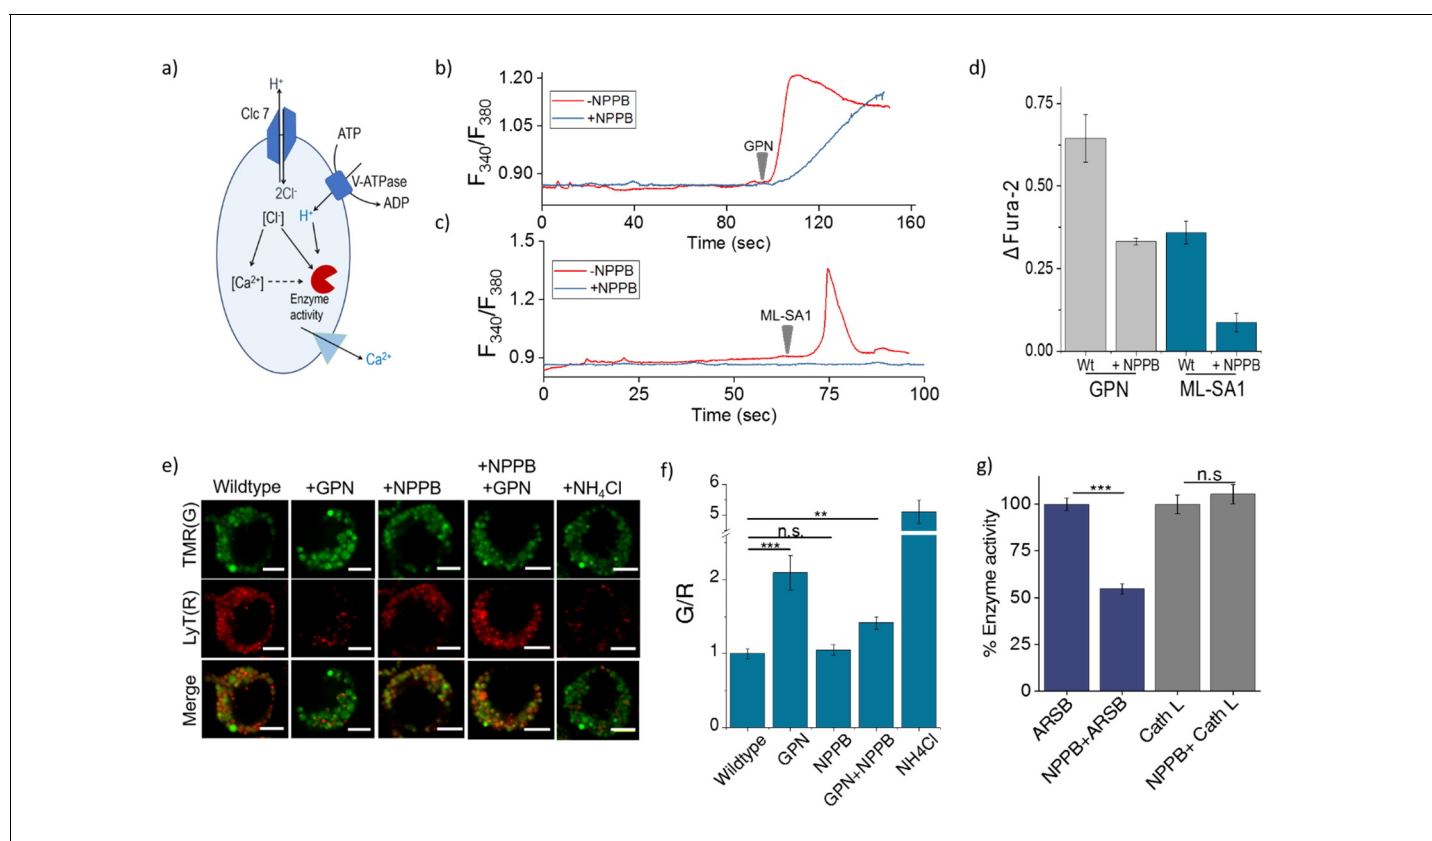 a)
H+
Clc 7
ATP
2Cl-
V-ATPase
ADP
[Cl-]
H+
[Ca2+]
Enzyme
activity
Ca2+
b)
1.20
1.05
0.90
F340/F380
-NPPB
+NPPB
GPN
0 40 80 120 160
Time (sec)
c)
1.5
1.2
0.9
F340/F380
-NPPB
+NPPB
ML-SA1
0 25 50 75 100
Time (sec)
d)
0.75
0.50
0.25
0.00
ΔFura-2
Wt + NPPB Wt + NPPB
GPN ML-SA1
e)
+NPPB
Wildtype +GPN +NPPB +GPN +NH4Cl
TMR(G)
LyT(R)
Merge
f)
6
5
2
1
0
G/R
**
n.s.
***
Wildtype
GPN
NPPB
GPN+NPPB
NH4Cl
g)
100
75
50
25
0
% Enzyme activity
***
n.s
ARSB
NPPB+ARSB
Cath L
NPPB+ Cath L